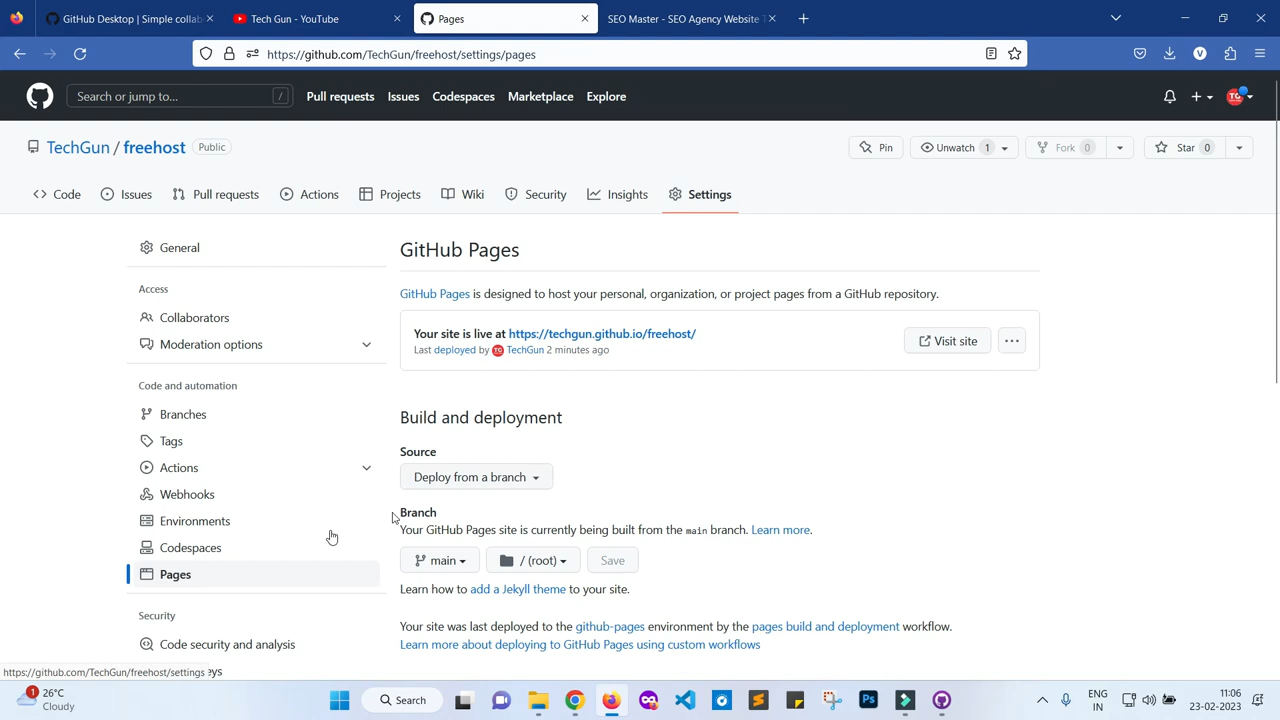 GitHub Desktop | Simple collab
Tech Gun - YouTube
Pages
SEO Master - SEO Agency Website T
https://github.com/TechGun/freehost/settings/pages
V
Search or jump to...
/
Pull requests
Issues
Codespaces
Marketplace
Explore
TG
TechGun / freehost
Public
Pin
Unwatch 1
Fork 0
Star 0
Code
Issues
Pull requests
Actions
Projects
Wiki
Security
Insights
Settings
General
Access
Collaborators
Moderation options
Code and automation
Branches
Tags
Actions
Webhooks
Environments
Codespaces
Pages
Security
Code security and analysis
GitHub Pages
GitHub Pages is designed to host your personal, organization, or project pages from a GitHub repository.
Your site is live at https://techgun.github.io/freehost/
Last deployed by TG TechGun 2 minutes ago
Visit site
Build and deployment
Source
Deploy from a branch
Branch
Your GitHub Pages site is currently being built from the main branch. Learn more.
main
/ (root)
Save
Learn how to add a Jekyll theme to your site.
Your site was last deployed to the github-pages environment by the pages build and deployment workflow.
Learn more about deploying to GitHub Pages using custom workflows
https://github.com/TechGun/freehost/settings
eys
1
26°C
Cloudy
Search
Ps
ENG
IN
11:06
23-02-2023